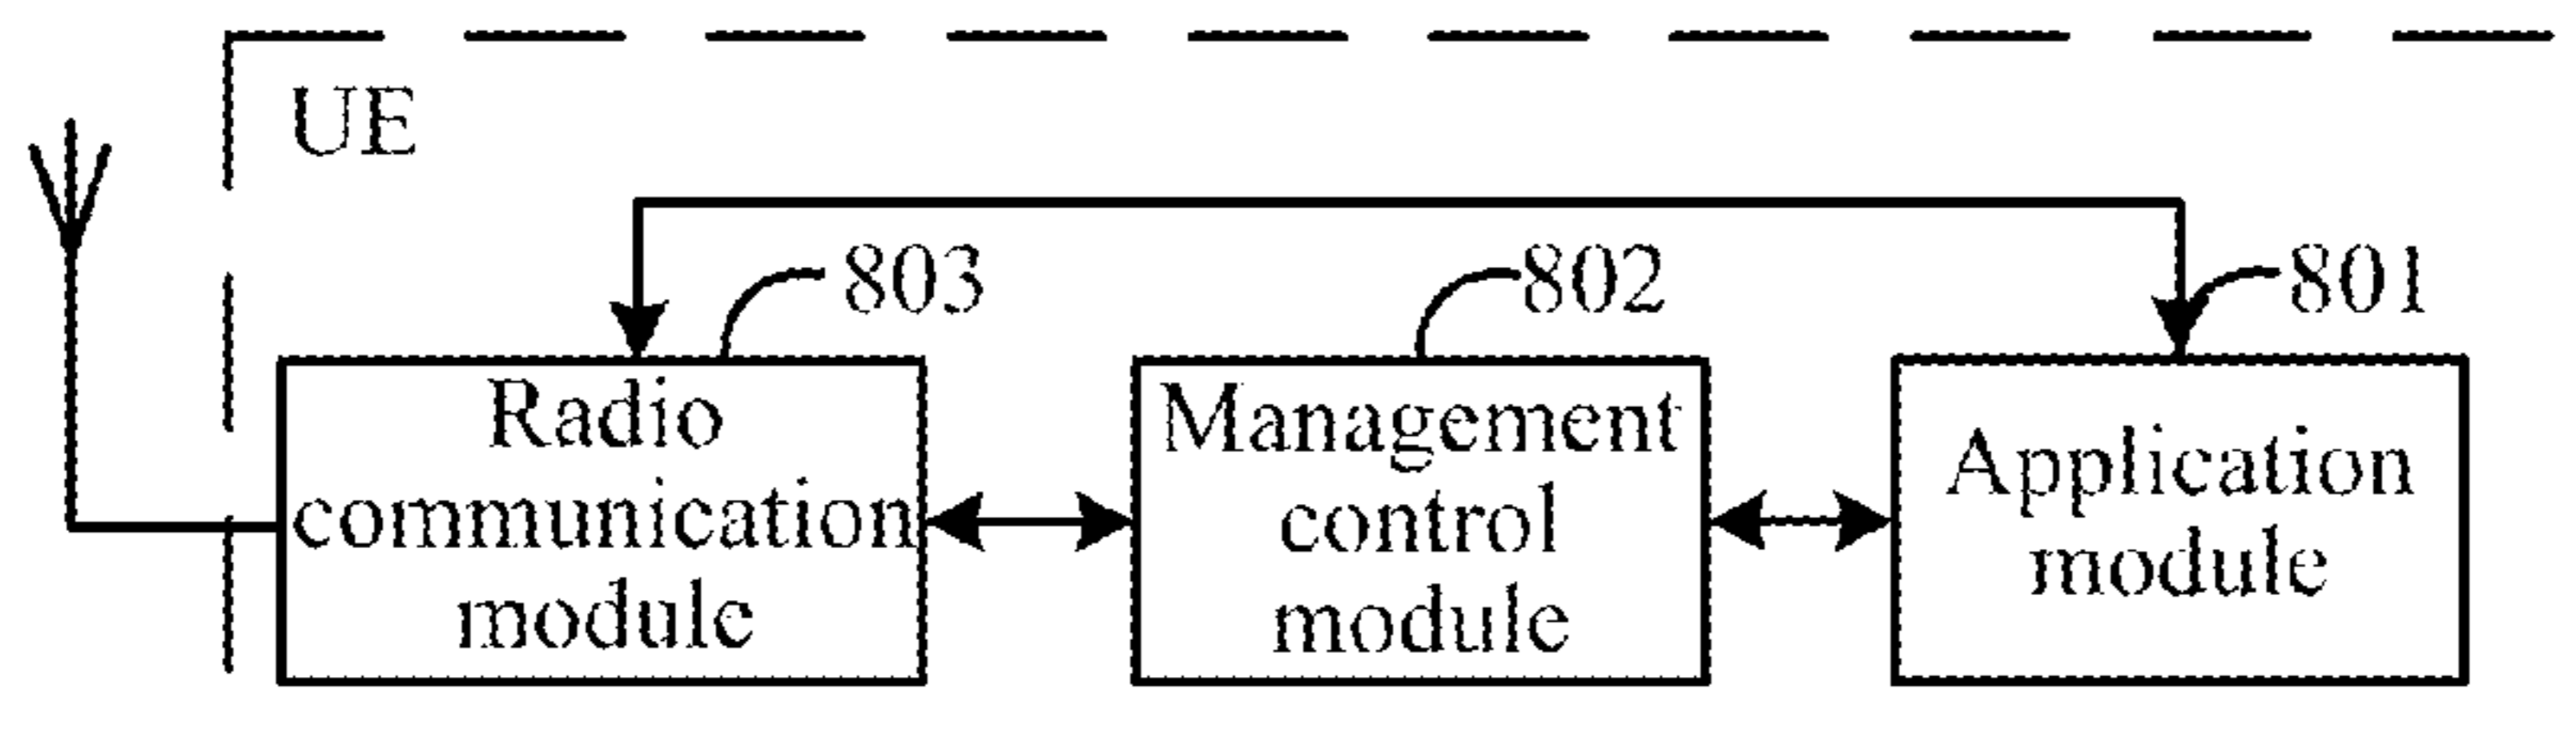 UE
803
802
801
Radio
communication
module
Management
control
module
Application
module